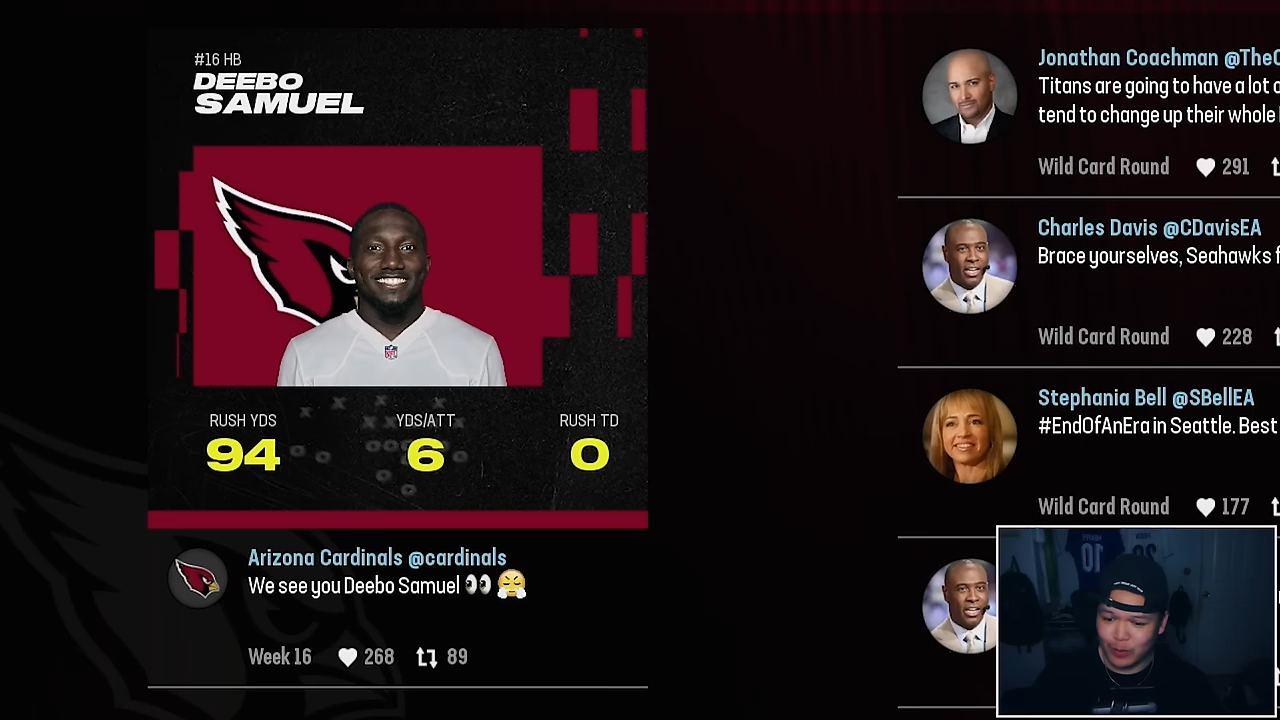 #16 HB
DEEBO
SAMUEL
RUSH YDS
YDS/ATT
RUSH TD
94
6
0
Arizona Cardinals @cardinals
We see you Deebo Samuel 👀 😤
Week 16
268
89
Jonathan Coachman @TheC
Titans are going to have a lot
tend to change up their whole
Wild Card Round
291
Charles Davis @CDavisEA
Brace yourselves, Seahawks f
Wild Card Round
228
Stephania Bell @SBellEA
#EndOfAnEra in Seattle. Best
Wild Card Round
177
10